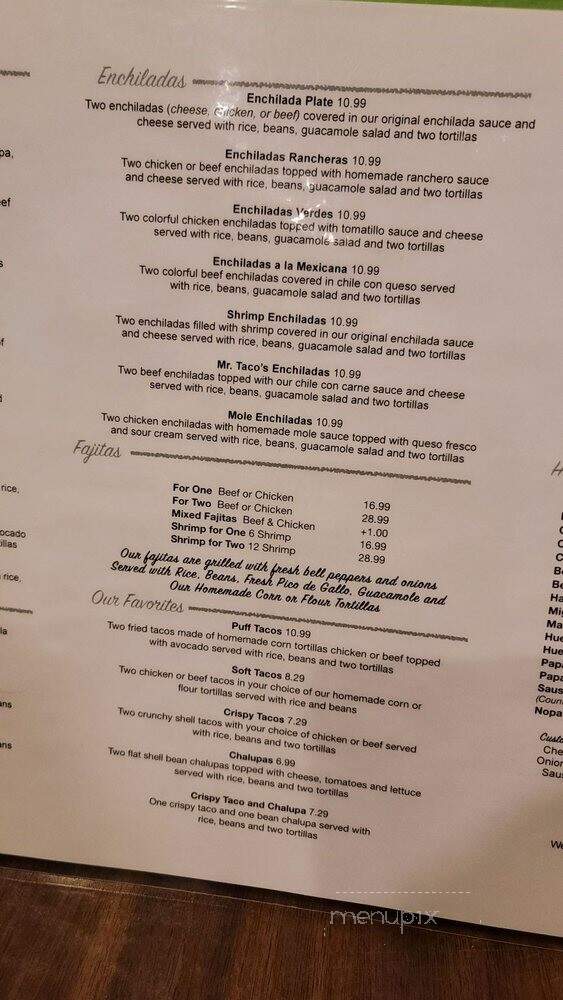 Enchiladas
Enchilada Plate 10.99
Two enchiladas (cheese, chicken, or beef) covered in our original enchilada sauce and
cheese served with rice, beans, guacamole salad and two tortillas
Enchiladas Rancheras 10.99
Two chicken or beef enchiladas topped with homemade ranchero sauce
and cheese served with rice, beans, guacamole salad and two tortillas
Enchiladas Verdes 10.99
Two colorful chicken enchiladas topped with tomatillo sauce and cheese
served with rice, beans, guacamole salad and two tortillas
Enchiladas a la Mexicana 10.99
Two colorful beef enchiladas covered in chile con queso served
with rice, beans, guacamole salad and two tortillas
Shrimp Enchiladas 10.99
Two enchiladas filled with shrimp covered in our original enchilada sauce
and cheese served with rice, beans, guacamole salad and two tortillas
Mr. Taco's Enchiladas 10.99
Two beef enchiladas topped with our chile con carne sauce and cheese
served with rice, beans, guacamole salad and two tortillas
Mole Enchiladas 10.99
Two chicken enchiladas with homemade mole sauce topped with queso fresco
and sour cream served with rice, beans, guacamole salad and two tortillas
Fajitas
For One Beef or Chicken 16.99
For Two Beef or Chicken 28.99
Mixed Fajitas Beef & Chicken +1.00
Shrimp for One 6 Shrimp 16.99
Shrimp for Two 12 Shrimp 28.99
Our fajitas are grilled with fresh bell peppers and onions
Served with Rice, Beans, Fresh Pico de Gallo, Guacamole and
Our Homemade Corn or Flour Tortillas
Our Favorites
Puff Tacos 10.99
Two fried tacos made of homemade corn tortillas chicken or beef topped
with avocado served with rice, beans and two tortillas
Soft Tacos 8.29
Two chicken or beef tacos in your choice of our homemade corn or
flour tortillas served with rice and beans
Crispy Tacos 7.29
Two crunchy shell tacos with your choice of chicken or beef served
with rice, beans and two tortillas
Chalupas 6.99
Two flat shell bean chalupas topped with cheese, tomatoes and lettuce
served with rice, beans and two tortillas
Crispy Taco and Chalupa 7.29
One crispy taco and one bean chalupa served with
rice, beans and two tortillas
rice,
rice,
Nopa
menupix